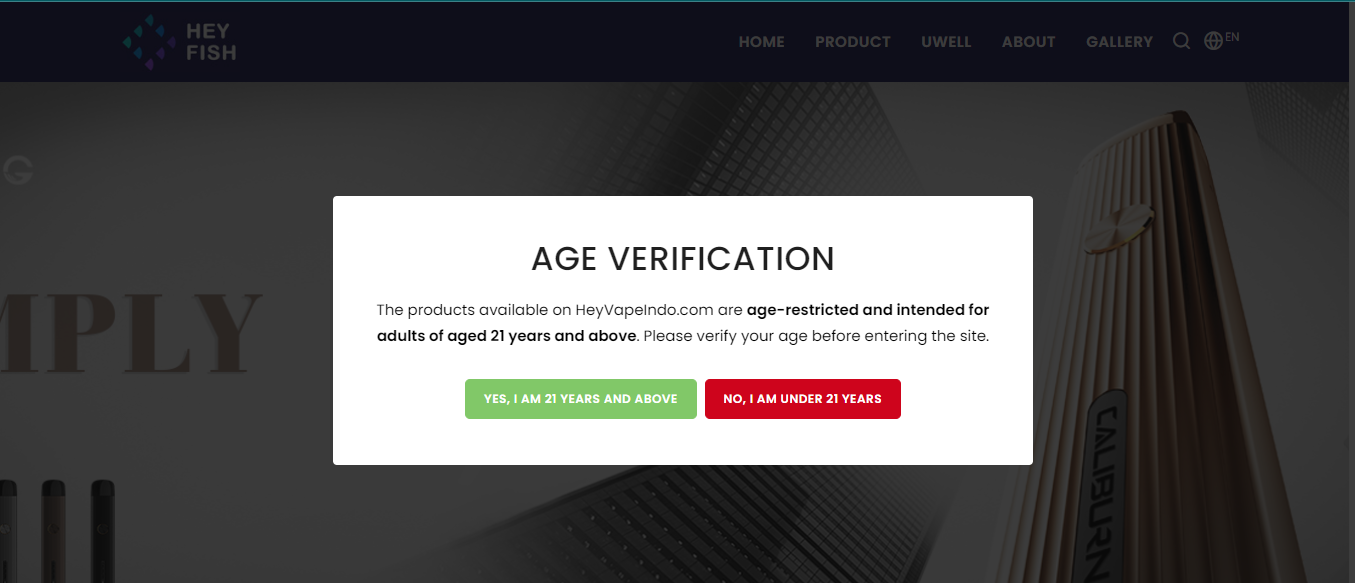 HEY
FISH
HOME PRODUCT UWELL ABOUT GALLERY EN
G
MPLY
AGE VERIFICATION
The products available on HeyVapeIndo.com are age-restricted and intended for
adults of aged 21 years and above. Please verify your age before entering the site.
YES, I AM 21 YEARS AND ABOVE NO, I AM UNDER 21 YEARS
CALIBURN